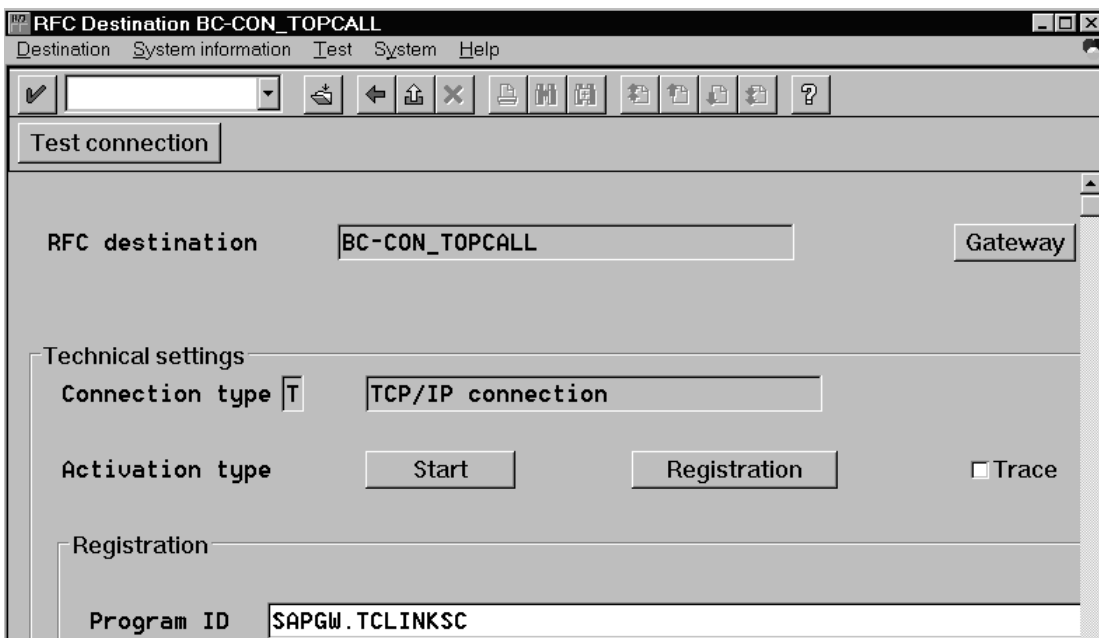 RFC Destination BC-CON_TOPCALL
Destination System information Test System Help
Test connection
RFC destination BC-CON_TOPCALL Gateway
Technical settings
Connection type T TCP/IP connection
Activation type Start Registration Trace
Registration
Program ID SAPGW.TCLINKSC